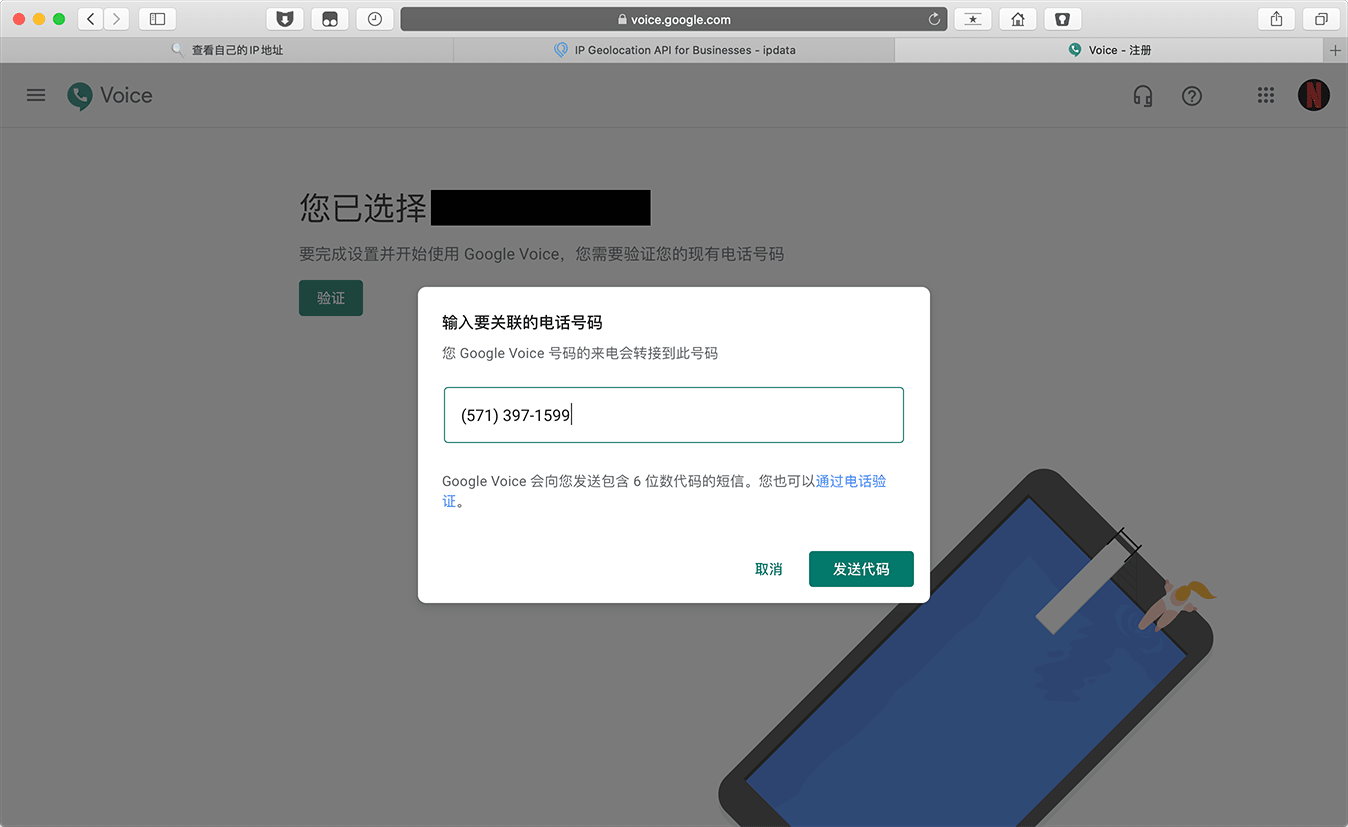 voice.google.com
查看自己的IP地址
IP Geolocation API for Businesses - ipdata
Voice - 注册
Voice
N
您已选择
要完成设置并开始使用 Google Voice，您需要验证您的现有电话号码
验证
输入要关联的电话号码
您 Google Voice 号码的来电会转接到此号码
(571) 397-1599
Google Voice 会向您发送包含 6 位数代码的短信。您也可以通过电话验
证。
取消
发送代码